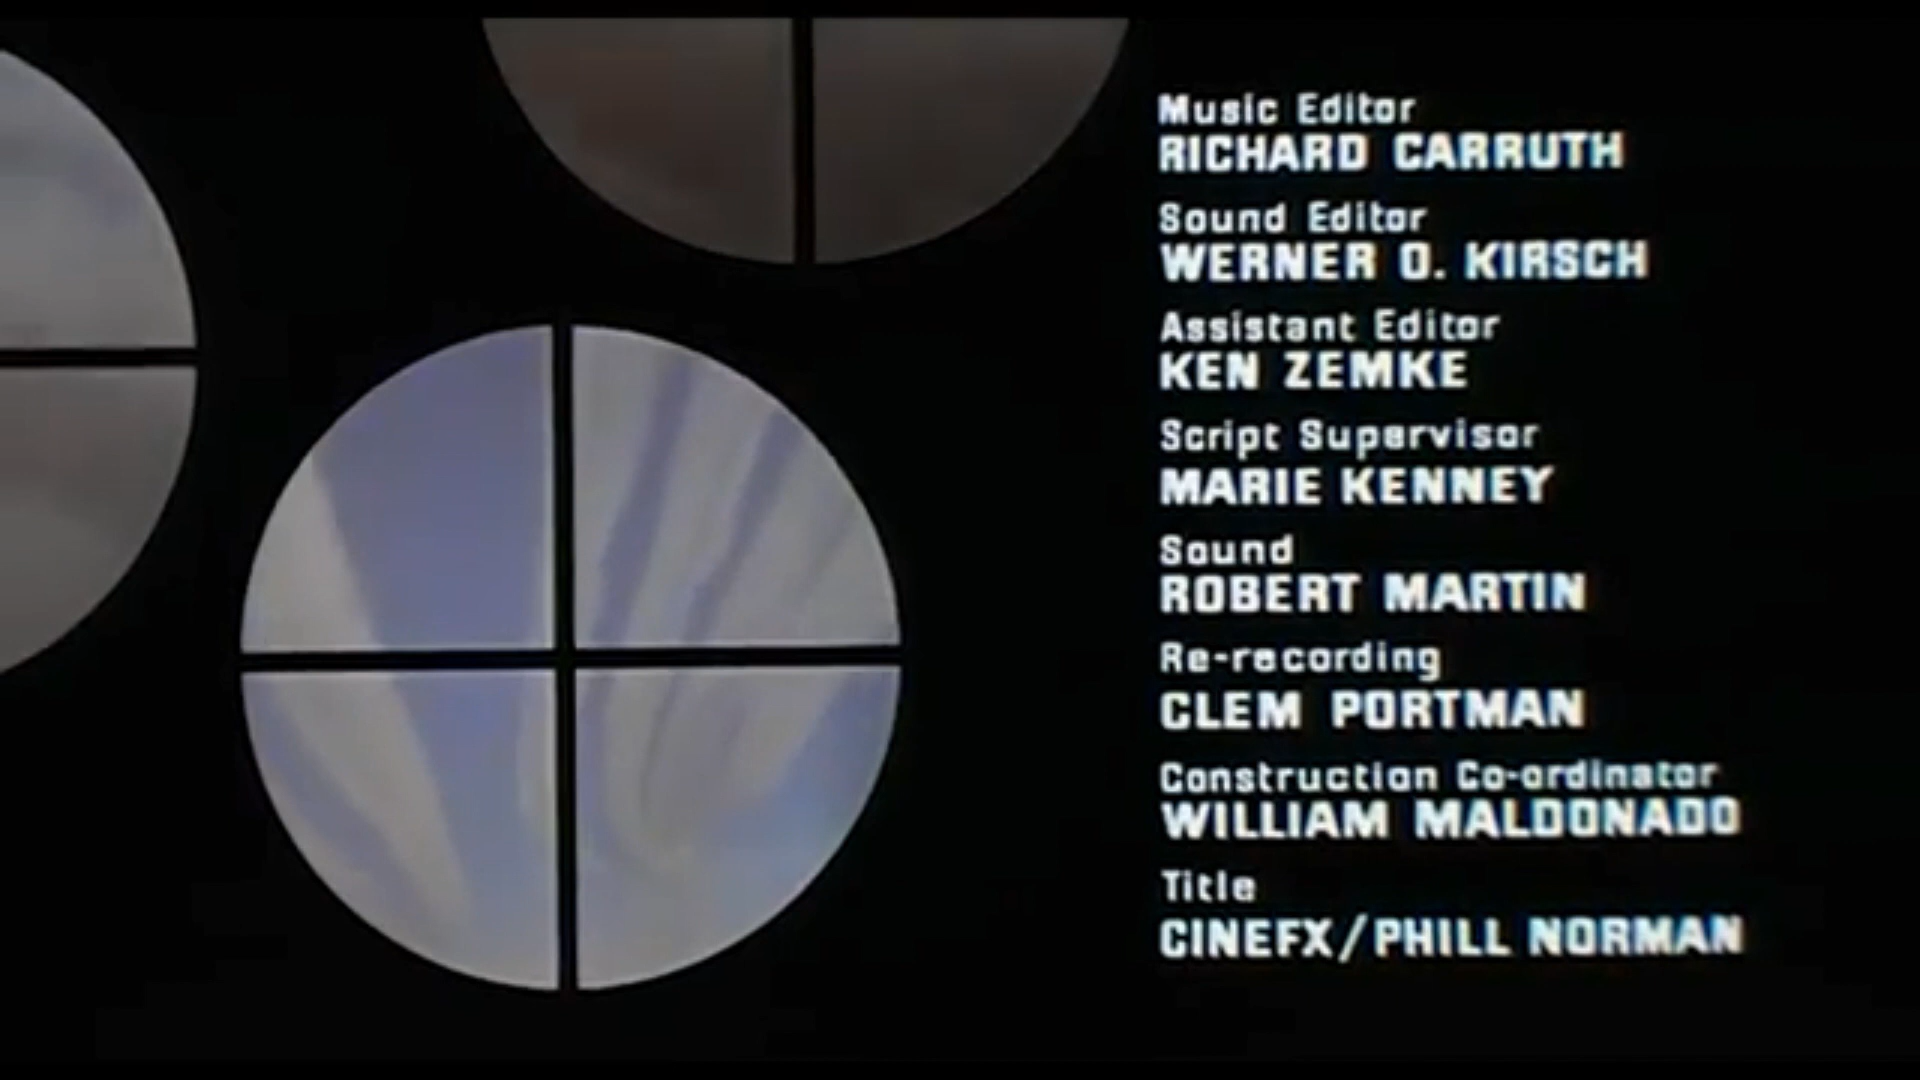 Music Editor
RICHARD CARRUTH
Sound Editor
WERNER O. KIRSCH
Assistant Editor
KEN ZEMKE
Script Supervisor
MARIE KENNEY
Sound
ROBERT MARTIN
Re-recording
CLEM PORTMAN
Construction Co-ordinator
WILLIAM MALDONADO
Title
CINEFX/PHILL NORMAN